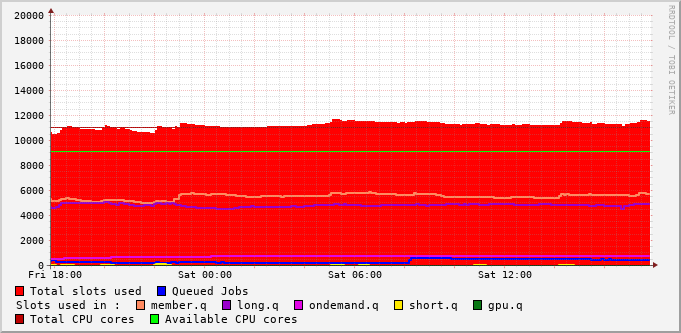 20000
18000
16000
14000
12000
10000
8000
6000
4000
2000
0
Fri 18:00 Sat 00:00 Sat 06:00 Sat 12:00
Total slots used Queued Jobs
Slots used in : member.q long.q ondemand.q short.q gpu.q
Total CPU cores Available CPU cores
RRDTOOL / TOBI OETIKER